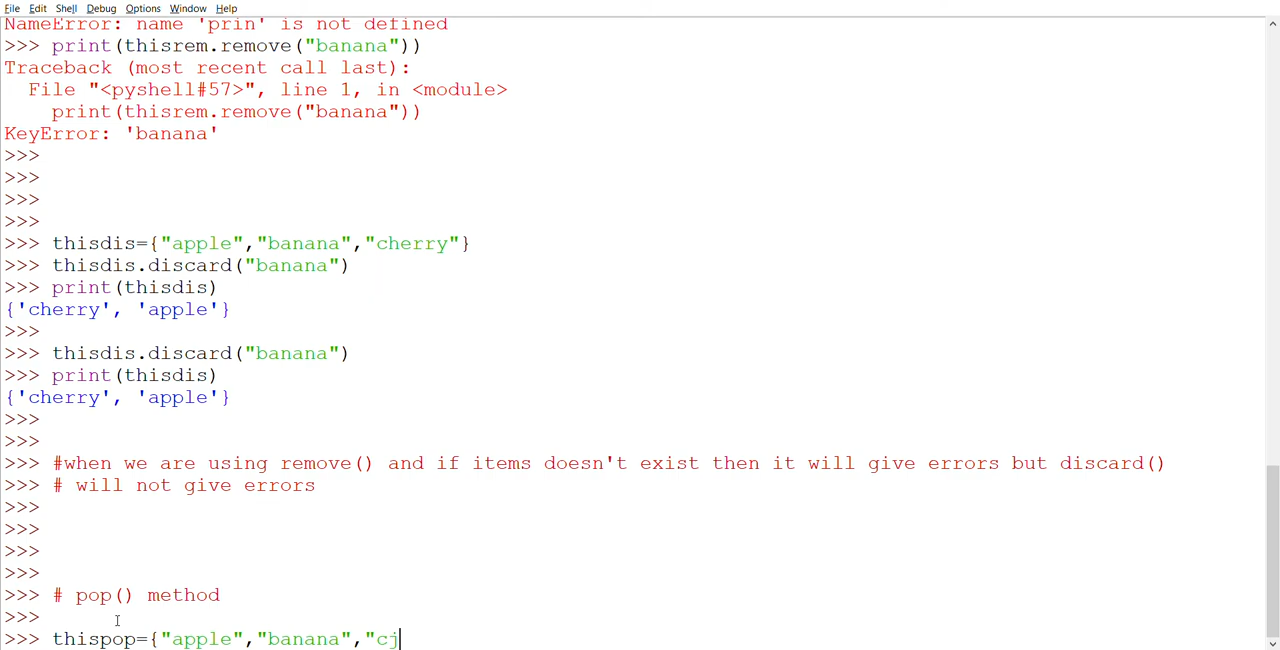 File Edit Shell Debug Options Window Help
NameError: name 'prin' is not defined
>>> print(thisrem.remove("banana"))
Traceback (most recent call last):
  File "<pyshell#57>", line 1, in <module>
    print(thisrem.remove("banana"))
KeyError: 'banana'
>>>
>>>
>>>
>>>
>>> thisdis={"apple","banana","cherry"}
>>> thisdis.discard("banana")
>>> print(thisdis)
{'cherry', 'apple'}
>>>
>>> thisdis.discard("banana")
>>> print(thisdis)
{'cherry', 'apple'}
>>>
>>>
>>> #when we are using remove() and if items doesn't exist then it will give errors but discard()
>>> # will not give errors
>>>
>>>
>>>
>>>
>>> # pop() method
>>>
>>> thispop={"apple","banana","cj